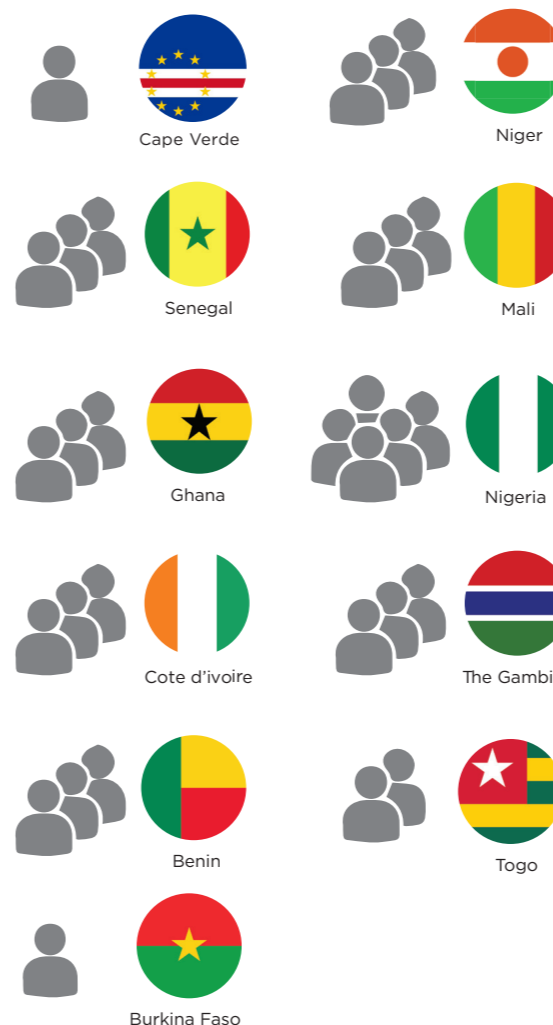 Cape Verde
Niger
Senegal
Mali
Ghana
Nigeria
Cote d'ivoire
The Gambi
Benin
Togo
Burkina Faso